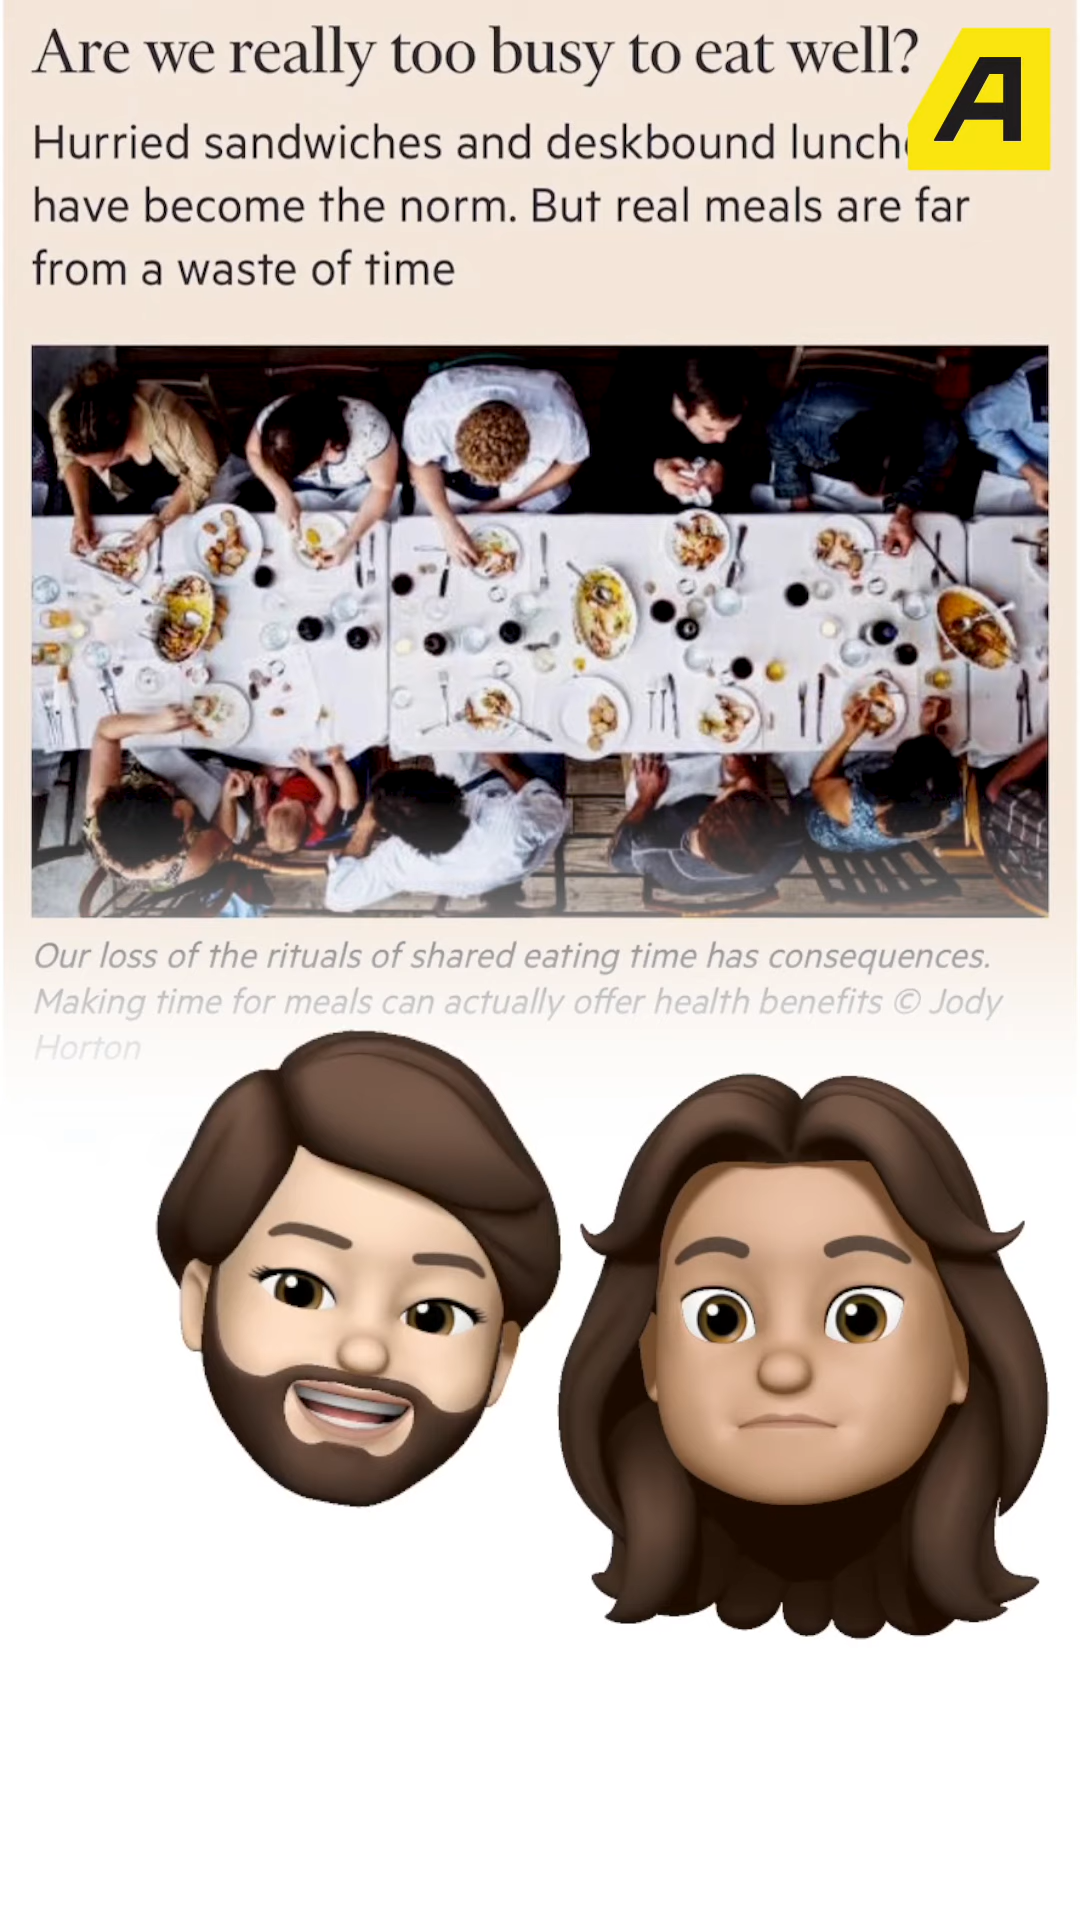 Are we really too busy to eat well?
A
Hurried sandwiches and deskbound
have become the norm. But real meals are far
from a waste of time
Our loss of the rituals of shared eating time has consequences.
Making time for meals can actually offer health benefits © Jody
Horton